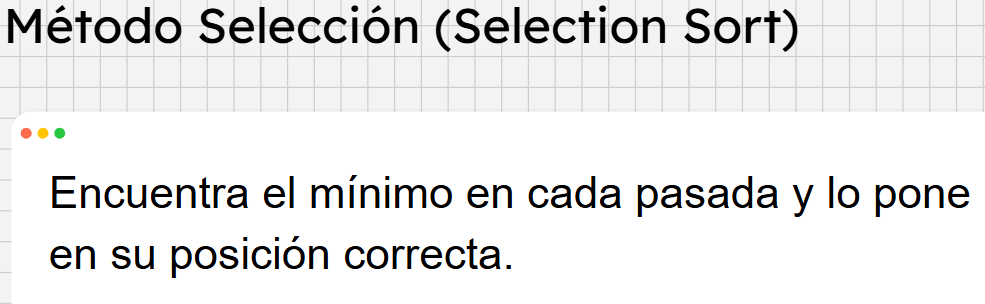 Método Selección (Selection Sort)
Encuentra el mínimo en cada pasada y lo pone
en su posición correcta.